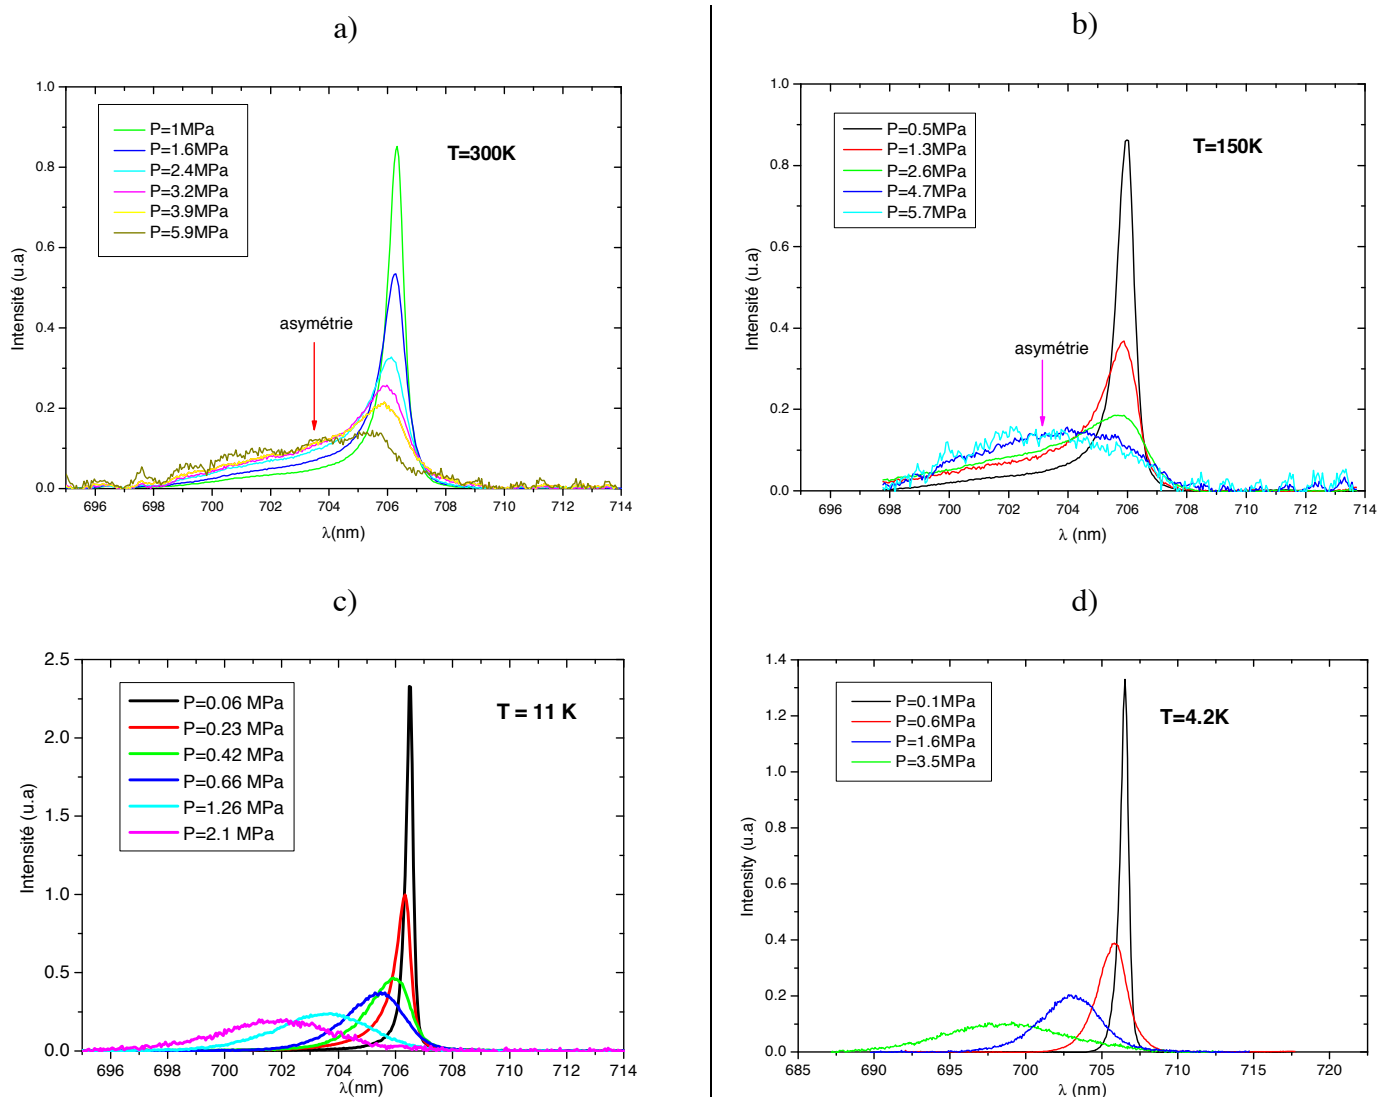 a)
1.0
0.8
0.6
0.4
0.2
0.0
696 698 700 702 704 706 708 710 712 714
Intensité (u.a)
λ(nm)
P=1MPa
P=1.6MPa
P=2.4MPa
P=3.2MPa
P=3.9MPa
P=5.9MPa
T=300K
asymétrie
b)
1.0
0.8
0.6
0.4
0.2
0.0
696 698 700 702 704 706 708 710 712 714
Intensité (u.a)
λ (nm)
P=0.5MPa
P=1.3MPa
P=2.6MPa
P=4.7MPa
P=5.7MPa
T=150K
asymétrie
c)
2.5
2.0
1.5
1.0
0.5
0.0
696 698 700 702 704 706 708 710 712 714
Intensité (u.a)
λ(nm)
P=0.06 MPa
P=0.23 MPa
P=0.42 MPa
P=0.66 MPa
P=1.26 MPa
P=2.1 MPa
T = 11 K
d)
1.4
1.2
1.0
0.8
0.6
0.4
0.2
0.0
685 690 695 700 705 710 715 720
Intensity (u.a)
λ (nm)
P=0.1MPa
P=0.6MPa
P=1.6MPa
P=3.5MPa
T=4.2K